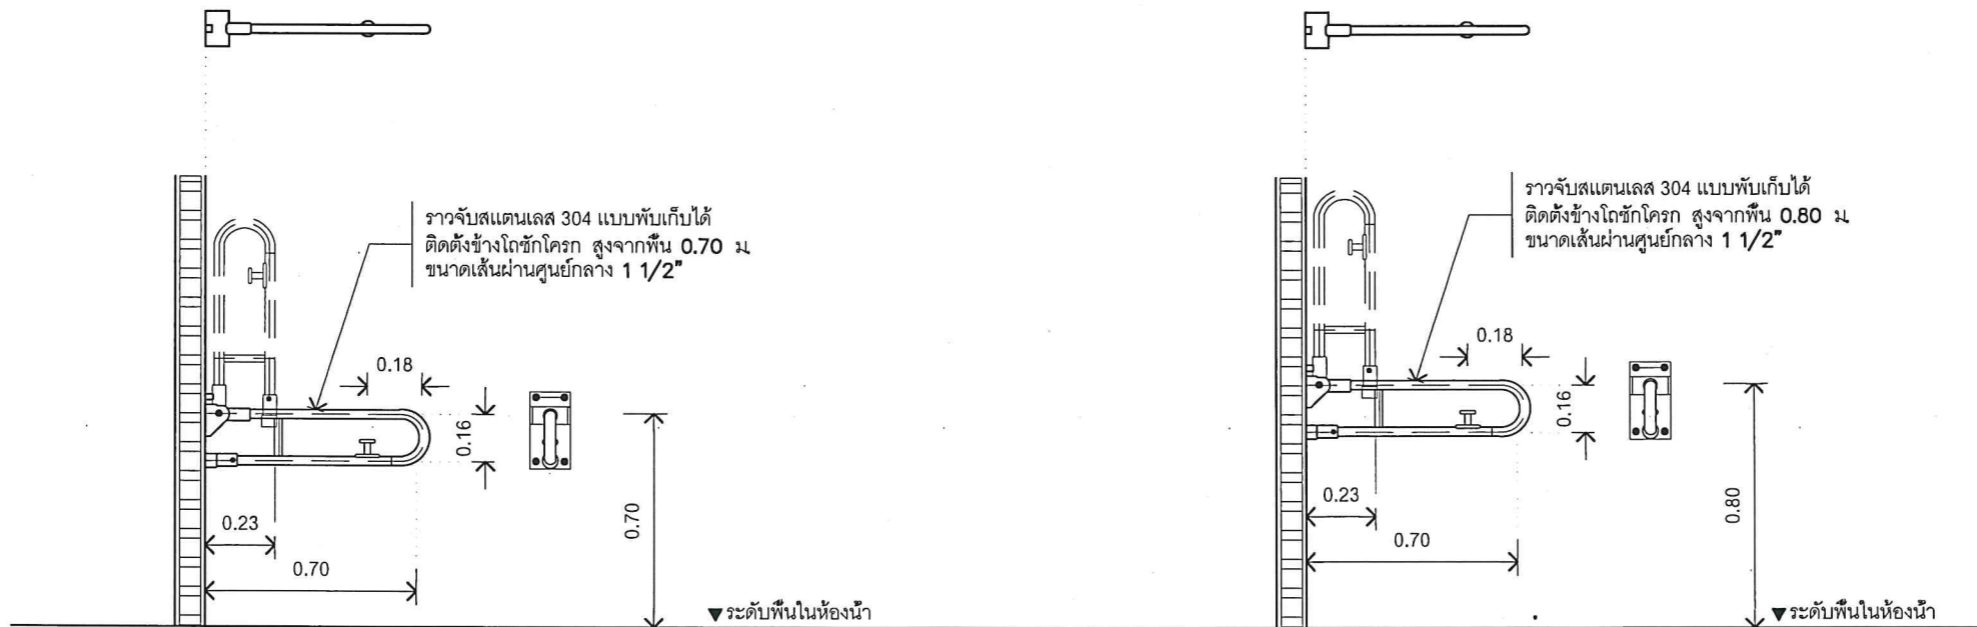 ราวจับสแตนเลส 304 แบบพับเก็บได้
ติดตั้งข้างโถชักโครก สูงจากพื้น 0.70 ม.
ขนาดเส้นผ่านศูนย์กลาง 1 1/2"
0.18
0.16
0.23
0.70
0.70
▼ระดับพื้นในห้องน้ำ
ราวจับสแตนเลส 304 แบบพับเก็บได้
ติดตั้งข้างโถชักโครก สูงจากพื้น 0.80 ม.
ขนาดเส้นผ่านศูนย์กลาง 1 1/2"
0.18
0.16
0.23
0.70
0.80
▼ระดับพื้นในห้องน้ำ